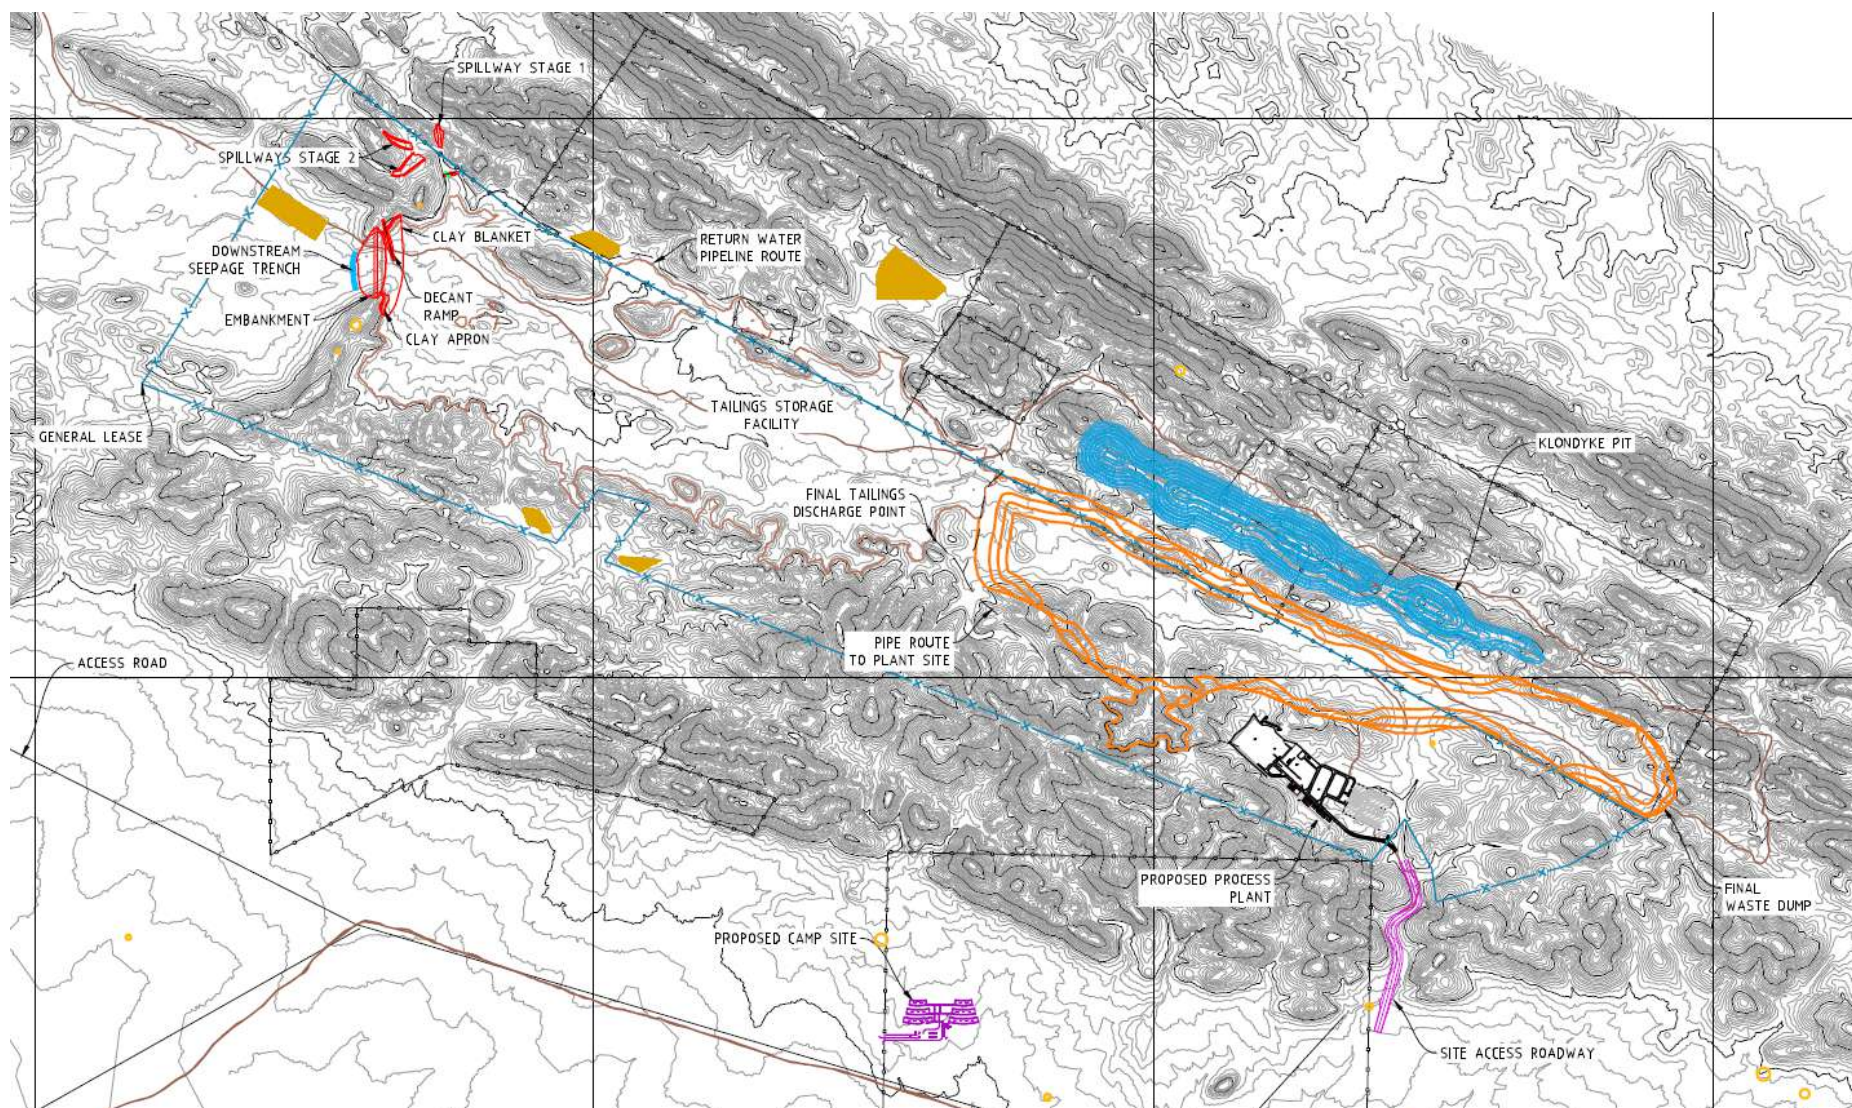 SPILLWAY STAGE 1
SPILLWAYS STAGE 2
CLAY BLANKET
RETURN WATER
PIPELINE ROUTE
DOWNSTREAM
SEEPAGE TRENCH
DECANT
RAMP
EMBANKMENT
CLAY APRON
TAILINGS STORAGE
FACILITY
GENERAL LEASE
KLONDYKE PIT
FINAL TAILINGS
DISCHARGE POINT
PIPE ROUTE
TO PLANT SITE
ACCESS ROAD
PROPOSED PROCESS
PLANT
FINAL
WASTE DUMP
PROPOSED CAMP SITE
SITE ACCESS ROADWAY